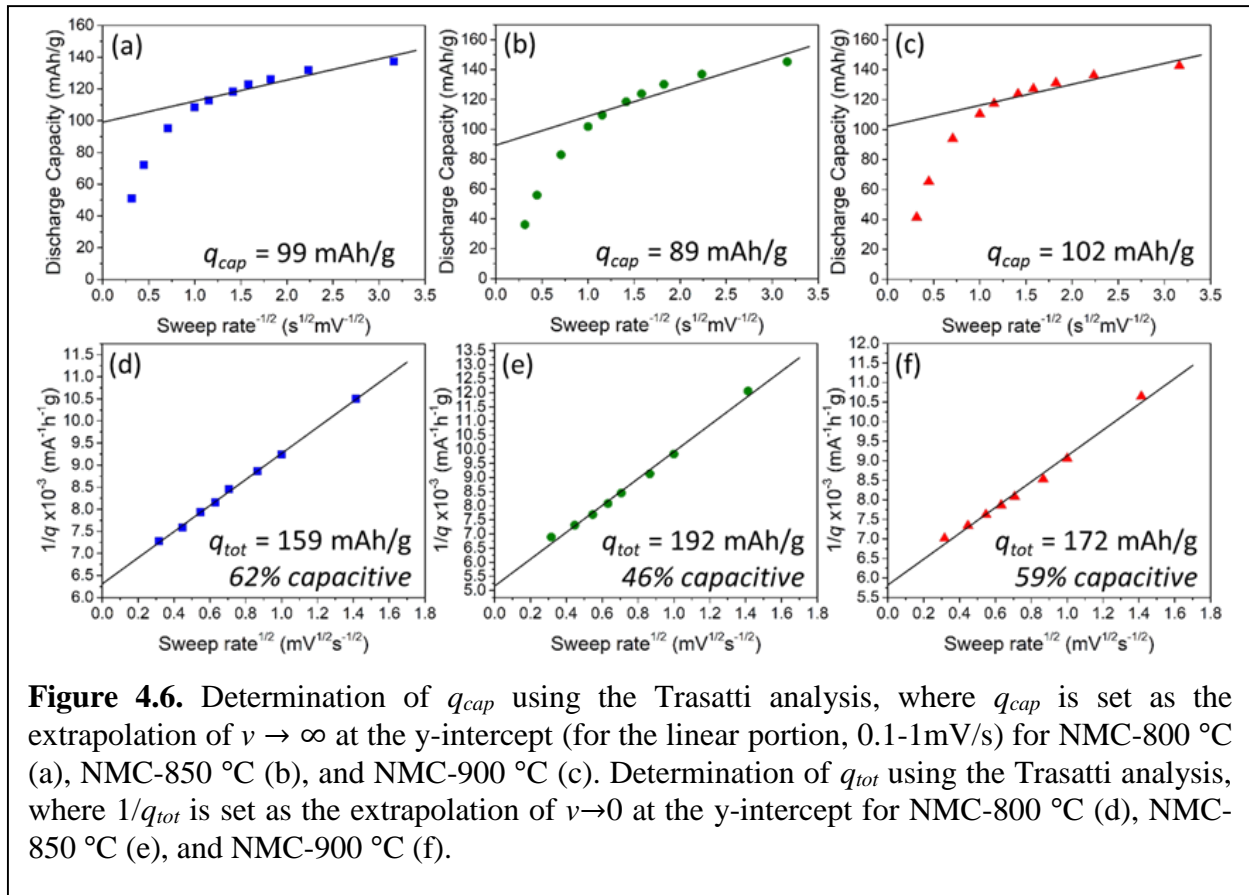 (a)
160
140
120
100
80
60
40
20
0
Discharge Capacity (mAh/g)
q_cap = 99 mAh/g
0.0 0.5 1.0 1.5 2.0 2.5 3.0 3.5
Sweep rate^-1/2 (s^1/2mV^-1/2)
(b)
160
140
120
100
80
60
40
20
0
Discharge Capacity (mAh/g)
q_cap = 89 mAh/g
0.0 0.5 1.0 1.5 2.0 2.5 3.0 3.5
Sweep rate^-1/2 (s^1/2mV^-1/2)
(c)
160
140
120
100
80
60
40
20
0
Discharge Capacity (mAh/g)
q_cap = 102 mAh/g
0.0 0.5 1.0 1.5 2.0 2.5 3.0 3.5
Sweep rate^-1/2 (s^1/2mV^-1/2)
(d)
11.5
11.0
10.5
10.0
9.5
9.0
8.5
8.0
7.5
7.0
6.5
6.0
1/q x10^-3 (mA^-1h^-1g)
q_tot = 159 mAh/g
62% capacitive
0.0 0.2 0.4 0.6 0.8 1.0 1.2 1.4 1.6 1.8
Sweep rate^1/2 (mV^1/2s^-1/2)
(e)
13.5
13.0
12.5
12.0
11.5
11.0
10.5
10.0
9.5
9.0
8.5
8.0
7.5
7.0
6.5
6.0
5.5
5.0
1/q x10^-3 (mA^-1h^-1g)
q_tot = 192 mAh/g
46% capacitive
0.0 0.2 0.4 0.6 0.8 1.0 1.2 1.4 1.6 1.8
Sweep rate^1/2 (mV^1/2s^-1/2)
(f)
12.0
11.5
11.0
10.5
10.0
9.5
9.0
8.5
8.0
7.5
7.0
6.5
6.0
5.5
5.0
1/q x10^-3 (mA^-1h^-1g)
q_tot = 172 mAh/g
59% capacitive
0.0 0.2 0.4 0.6 0.8 1.0 1.2 1.4 1.6 1.8
Sweep rate^1/2 (mV^1/2s^-1/2)
Figure 4.6. Determination of q_cap using the Trasatti analysis, where q_cap is set as the
extrapolation of v → ∞ at the y-intercept (for the linear portion, 0.1-1mV/s) for NMC-800 °C
(a), NMC-850 °C (b), and NMC-900 °C (c). Determination of q_tot using the Trasatti analysis,
where 1/q_tot is set as the extrapolation of v→0 at the y-intercept for NMC-800 °C (d), NMC-
850 °C (e), and NMC-900 °C (f).